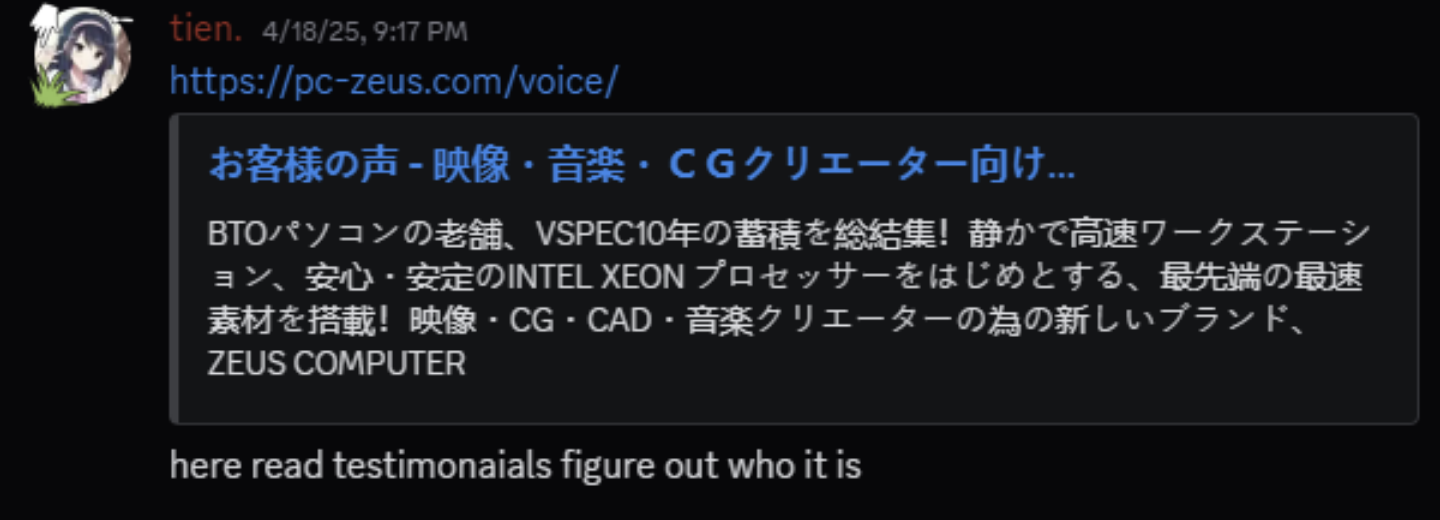 tien. 4/18/25, 9:17 PM
https://pc-zeus.com/voice/
お客様の声 - 映像・音楽・ＣＧクリエーター向け...
BTOパソコンの老舗、VSPEC10年の蓄積を総結集！静かで高速ワークステーシ
ョン、安心・安定のINTEL XEON プロセッサーをはじめとする、最先端の最速
素材を搭載！映像・CG・CAD・音楽クリエーターの為の新しいブランド、
ZEUS COMPUTER
here read testimonaials figure out who it is